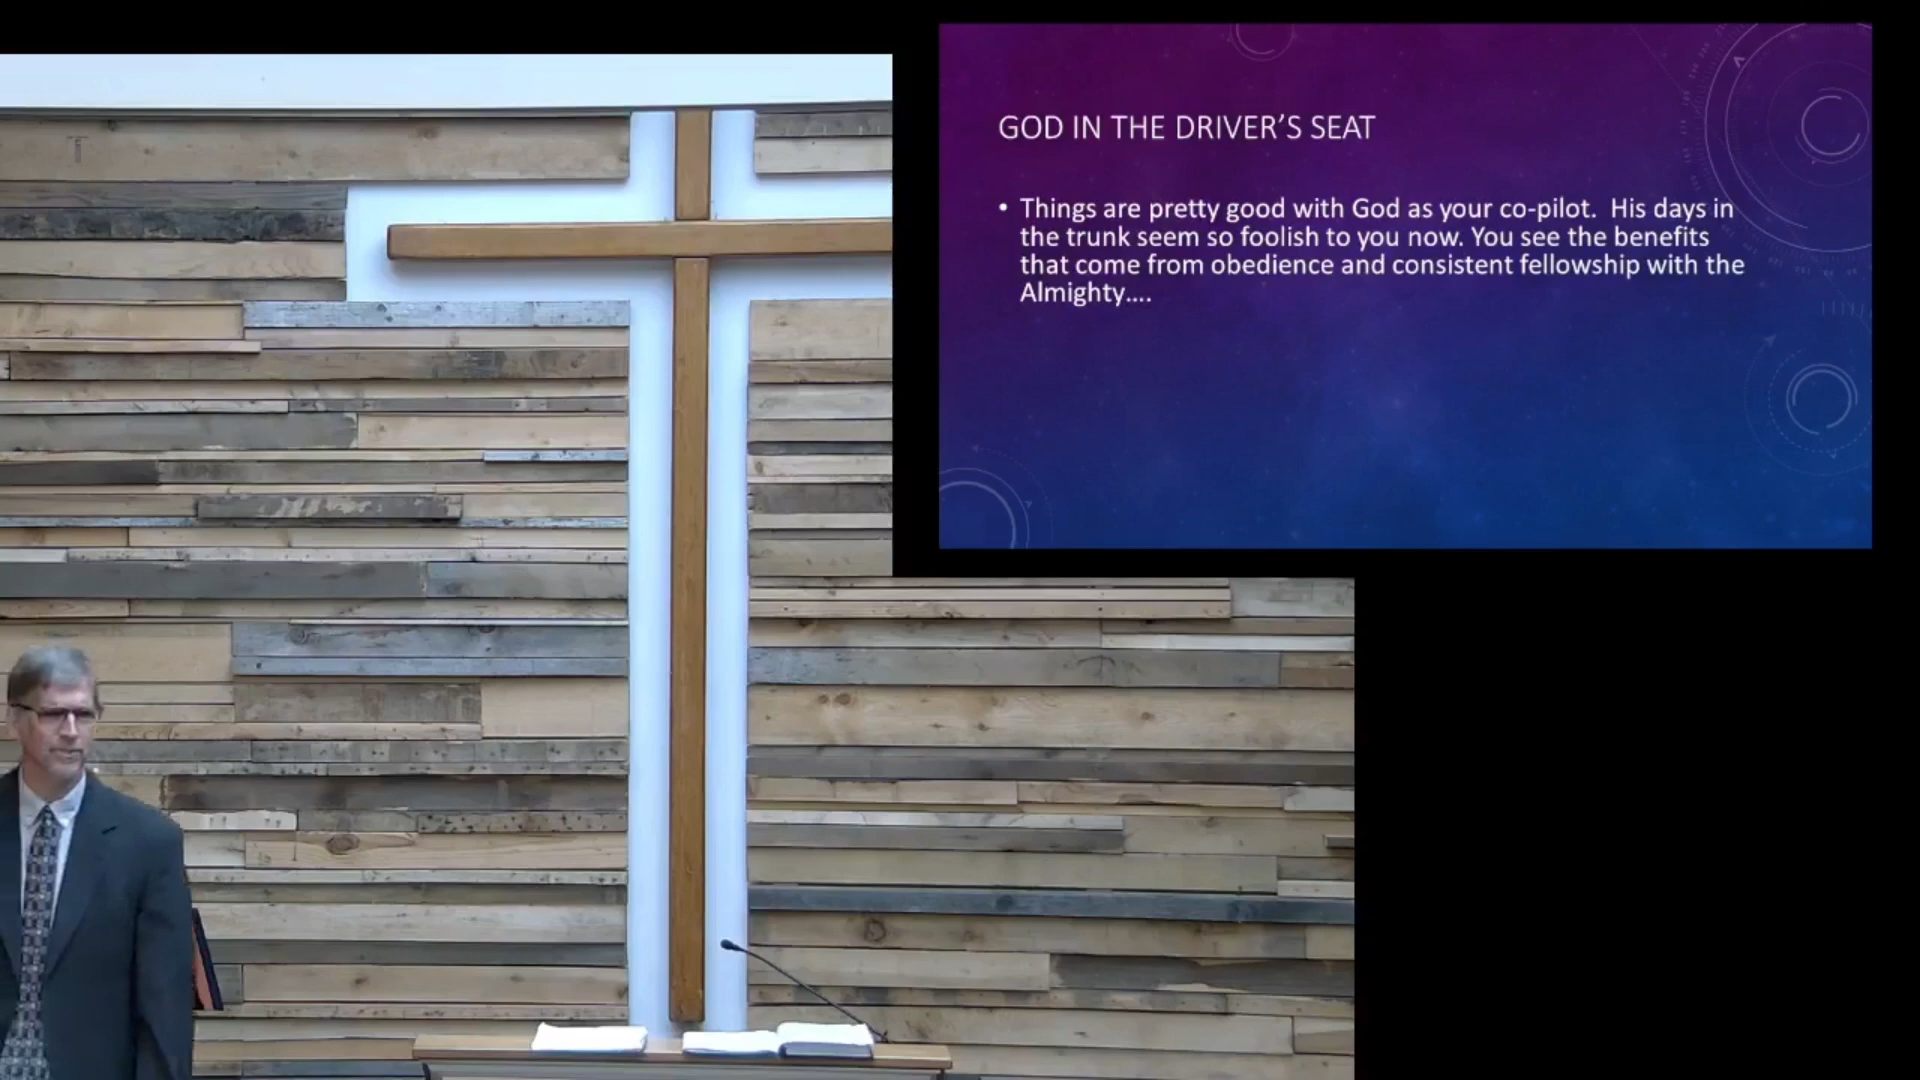 GOD IN THE DRIVER'S SEAT
• Things are pretty good with God as your co-pilot.  His days in
the trunk seem so foolish to you now. You see the benefits
that come from obedience and consistent fellowship with the
Almighty....